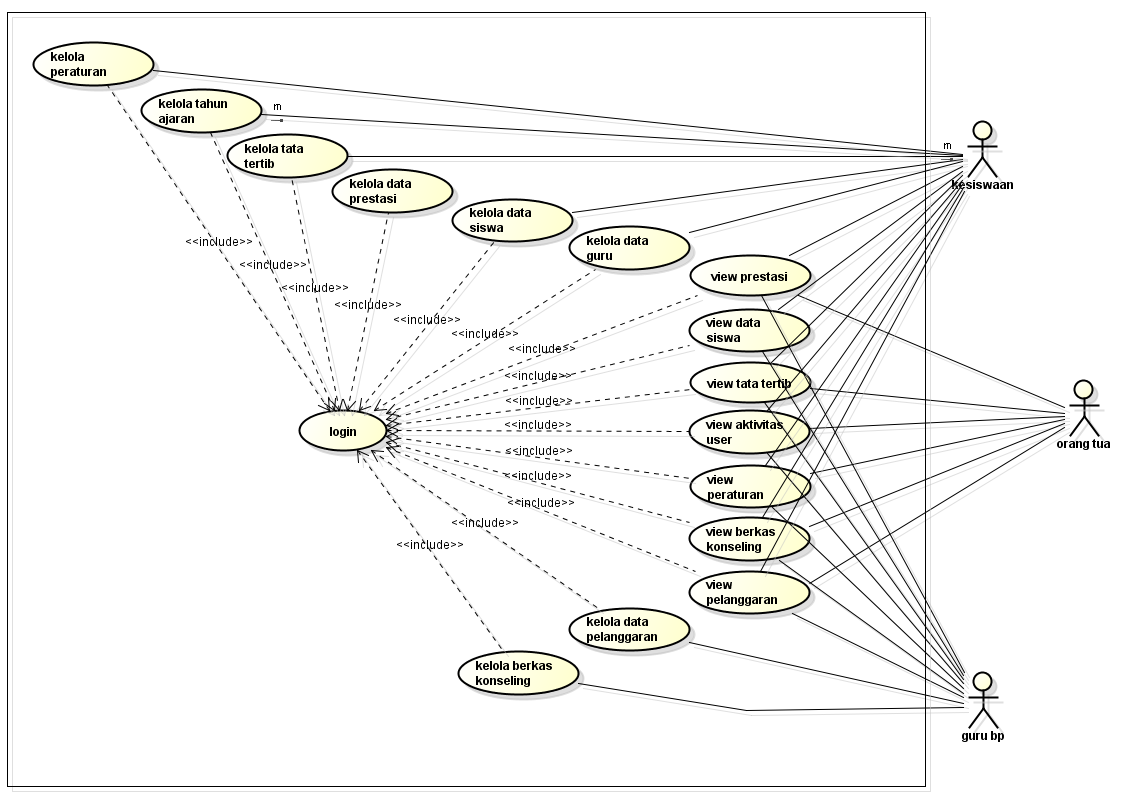 kelola
peraturan
kelola tahun
ajaran
m
kelola tata
tertib
m
kelola data
prestasi
kesiswaan
kelola data
siswa
kelola data
guru
<<include>>
<<include>>
view prestasi
<<include>>
<<include>>
<<include>>
view data
siswa
<<include>>
<<include>>
<<include>>
view tata tertib
<<include>>
login
<<include>>
view aktivitas
user
orang tua
<<include>>
<<include>>
view
peraturan
<<include>>
<<include>>
view berkas
konseling
<<include>>
view
pelanggaran
kelola data
pelanggaran
kelola berkas
konseling
guru bp